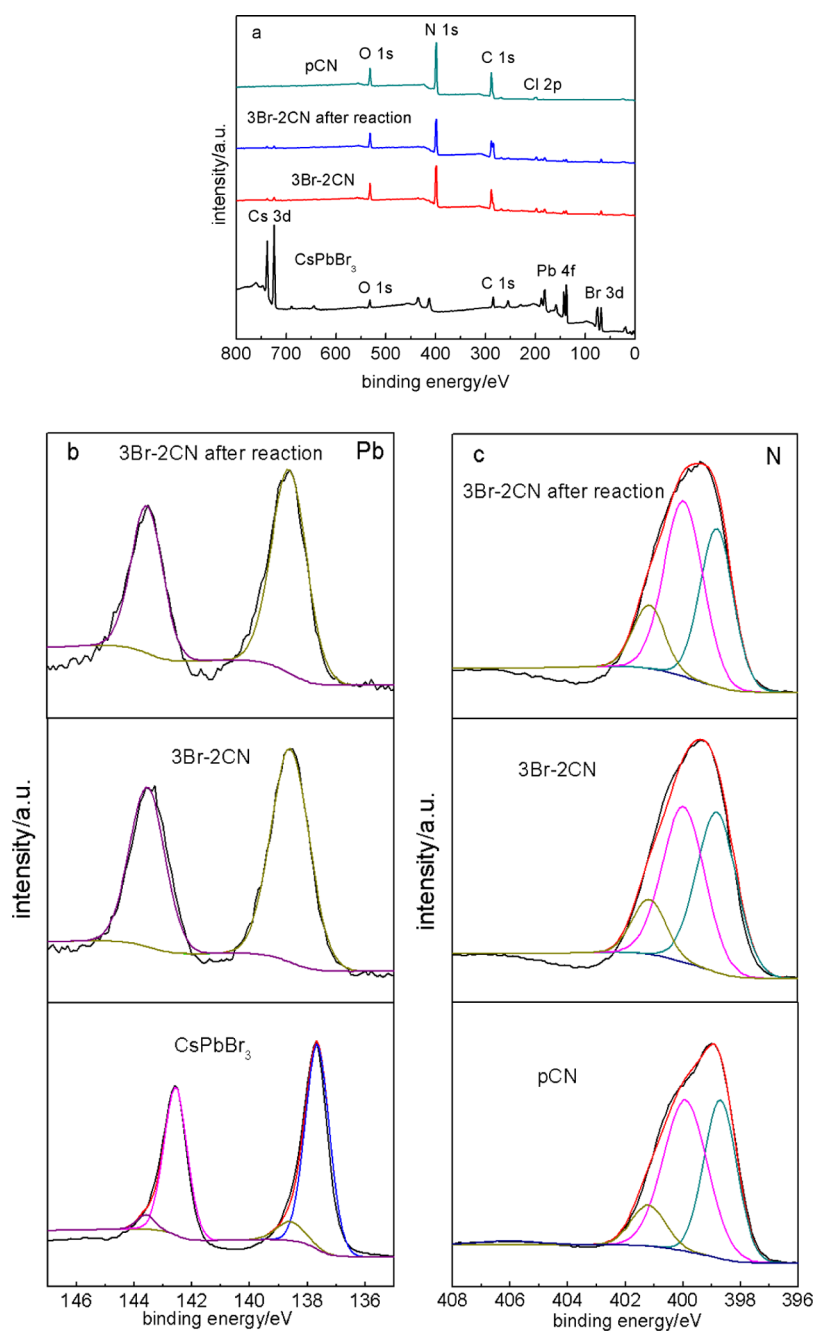 a
N 1s
O 1s
C 1s
pCN
Cl 2p
3Br-2CN after reaction
3Br-2CN
Cs 3d
CsPbBr₃
Pb 4f
O 1s
C 1s
Br 3d
intensity/a.u.
800 700 600 500 400 300 200 100 0
binding energy/eV
b
Pb
3Br-2CN after reaction
3Br-2CN
CsPbBr₃
intensity/a.u.
146 144 142 140 138 136
binding energy/eV
c
N
3Br-2CN after reaction
3Br-2CN
pCN
intensity/a.u.
408 406 404 402 400 398 396
binding energy/eV